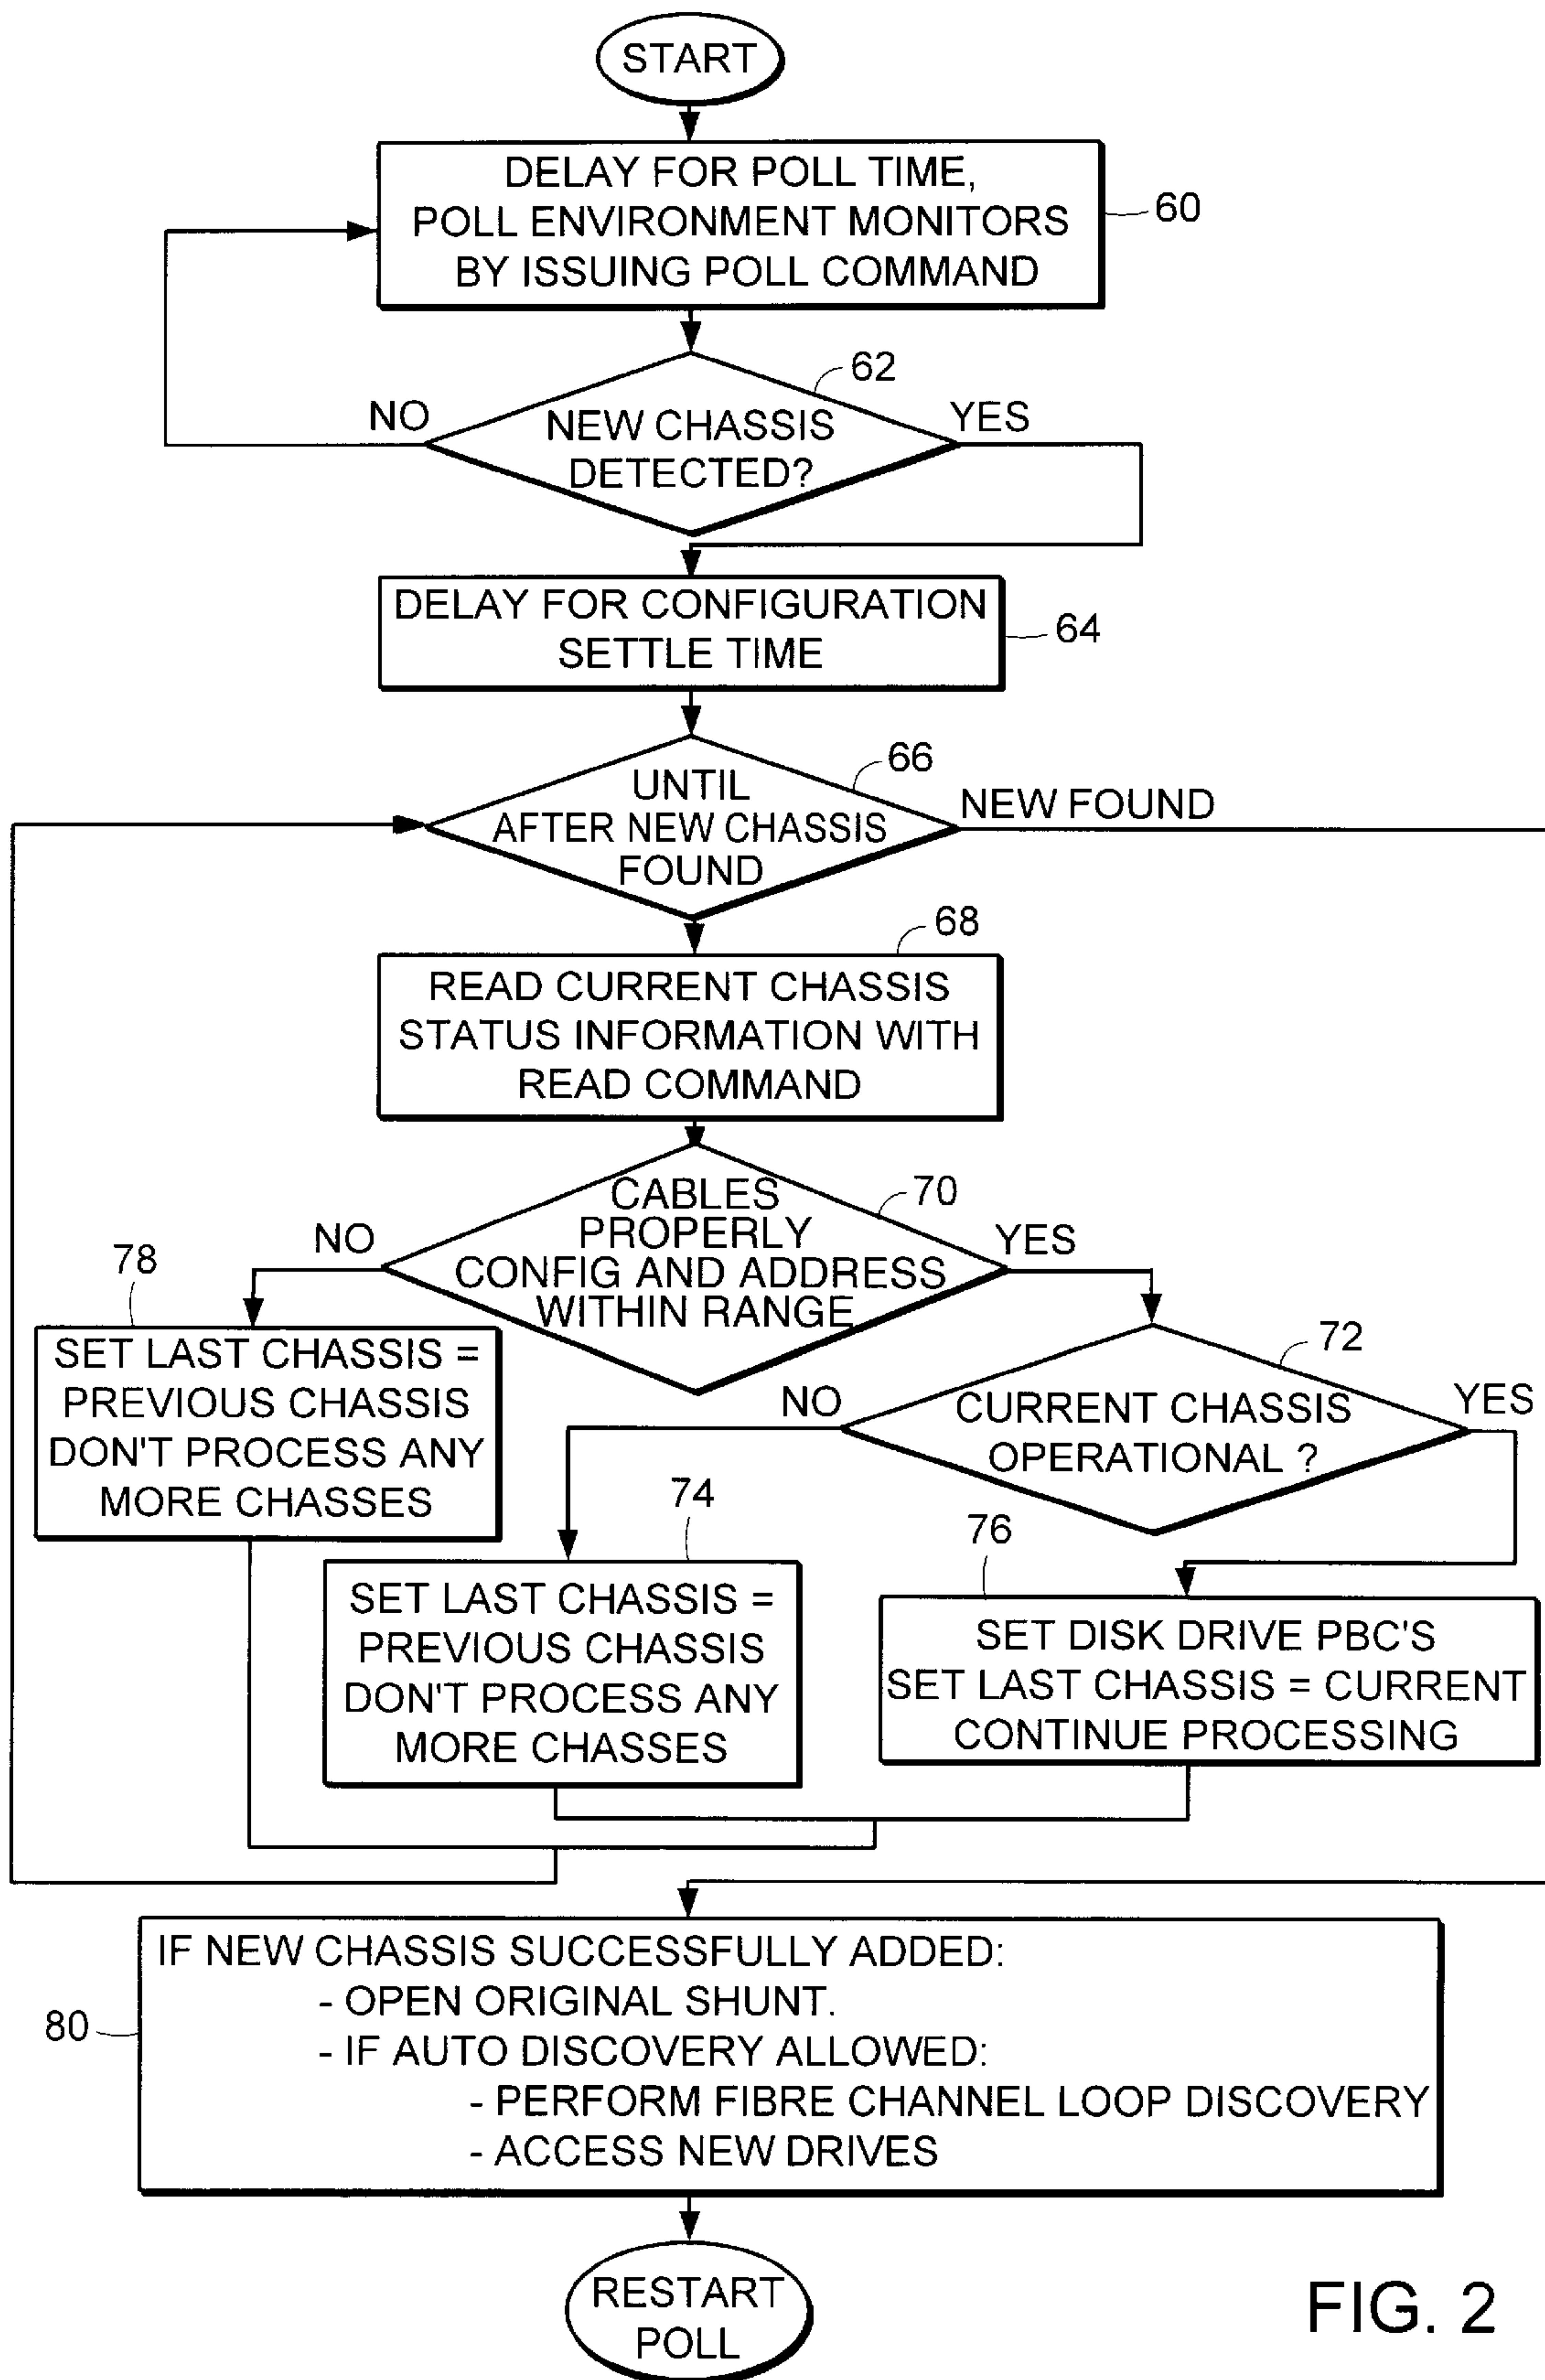 START
DELAY FOR POLL TIME,
POLL ENVIRONMENT MONITORS
BY ISSUING POLL COMMAND
60
62
NO
YES
NEW CHASSIS
DETECTED?
DELAY FOR CONFIGURATION
SETTLE TIME
64
66
UNTIL
AFTER NEW CHASSIS
FOUND
NEW FOUND
68
READ CURRENT CHASSIS
STATUS INFORMATION WITH
READ COMMAND
70
CABLES
PROPERLY
CONFIG AND ADDRESS
WITHIN RANGE
NO
YES
78
SET LAST CHASSIS =
PREVIOUS CHASSIS
DON'T PROCESS ANY
MORE CHASSES
72
NO
YES
CURRENT CHASSIS
OPERATIONAL ?
74
SET LAST CHASSIS =
PREVIOUS CHASSIS
DON'T PROCESS ANY
MORE CHASSES
76
SET DISK DRIVE PBC'S
SET LAST CHASSIS = CURRENT
CONTINUE PROCESSING
80
IF NEW CHASSIS SUCCESSFULLY ADDED:
- OPEN ORIGINAL SHUNT.
- IF AUTO DISCOVERY ALLOWED:
- PERFORM FIBRE CHANNEL LOOP DISCOVERY
- ACCESS NEW DRIVES
RESTART
POLL
FIG. 2